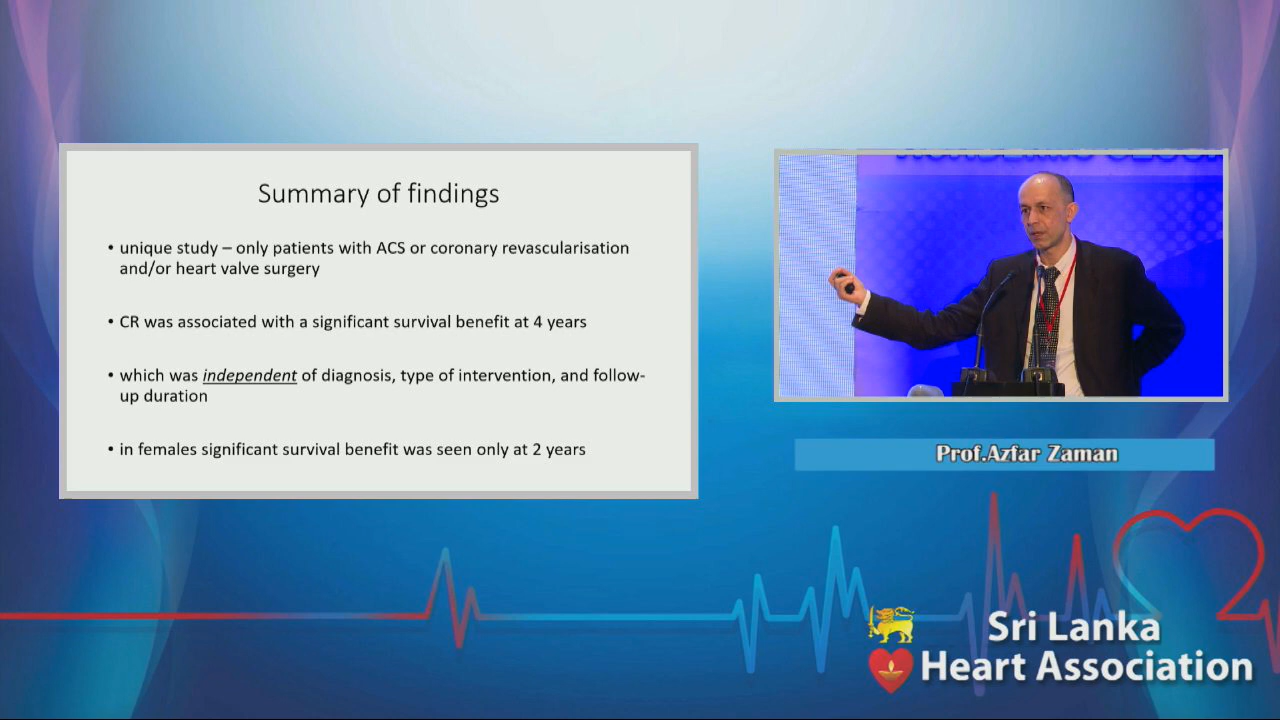 Summary of findings
• unique study – only patients with ACS or coronary revascularisation
and/or heart valve surgery
• CR was associated with a significant survival benefit at 4 years
• which was independent of diagnosis, type of intervention, and follow-
up duration
• in females significant survival benefit was seen only at 2 years
Prof.Azfar Zaman
Sri Lanka
Heart Association